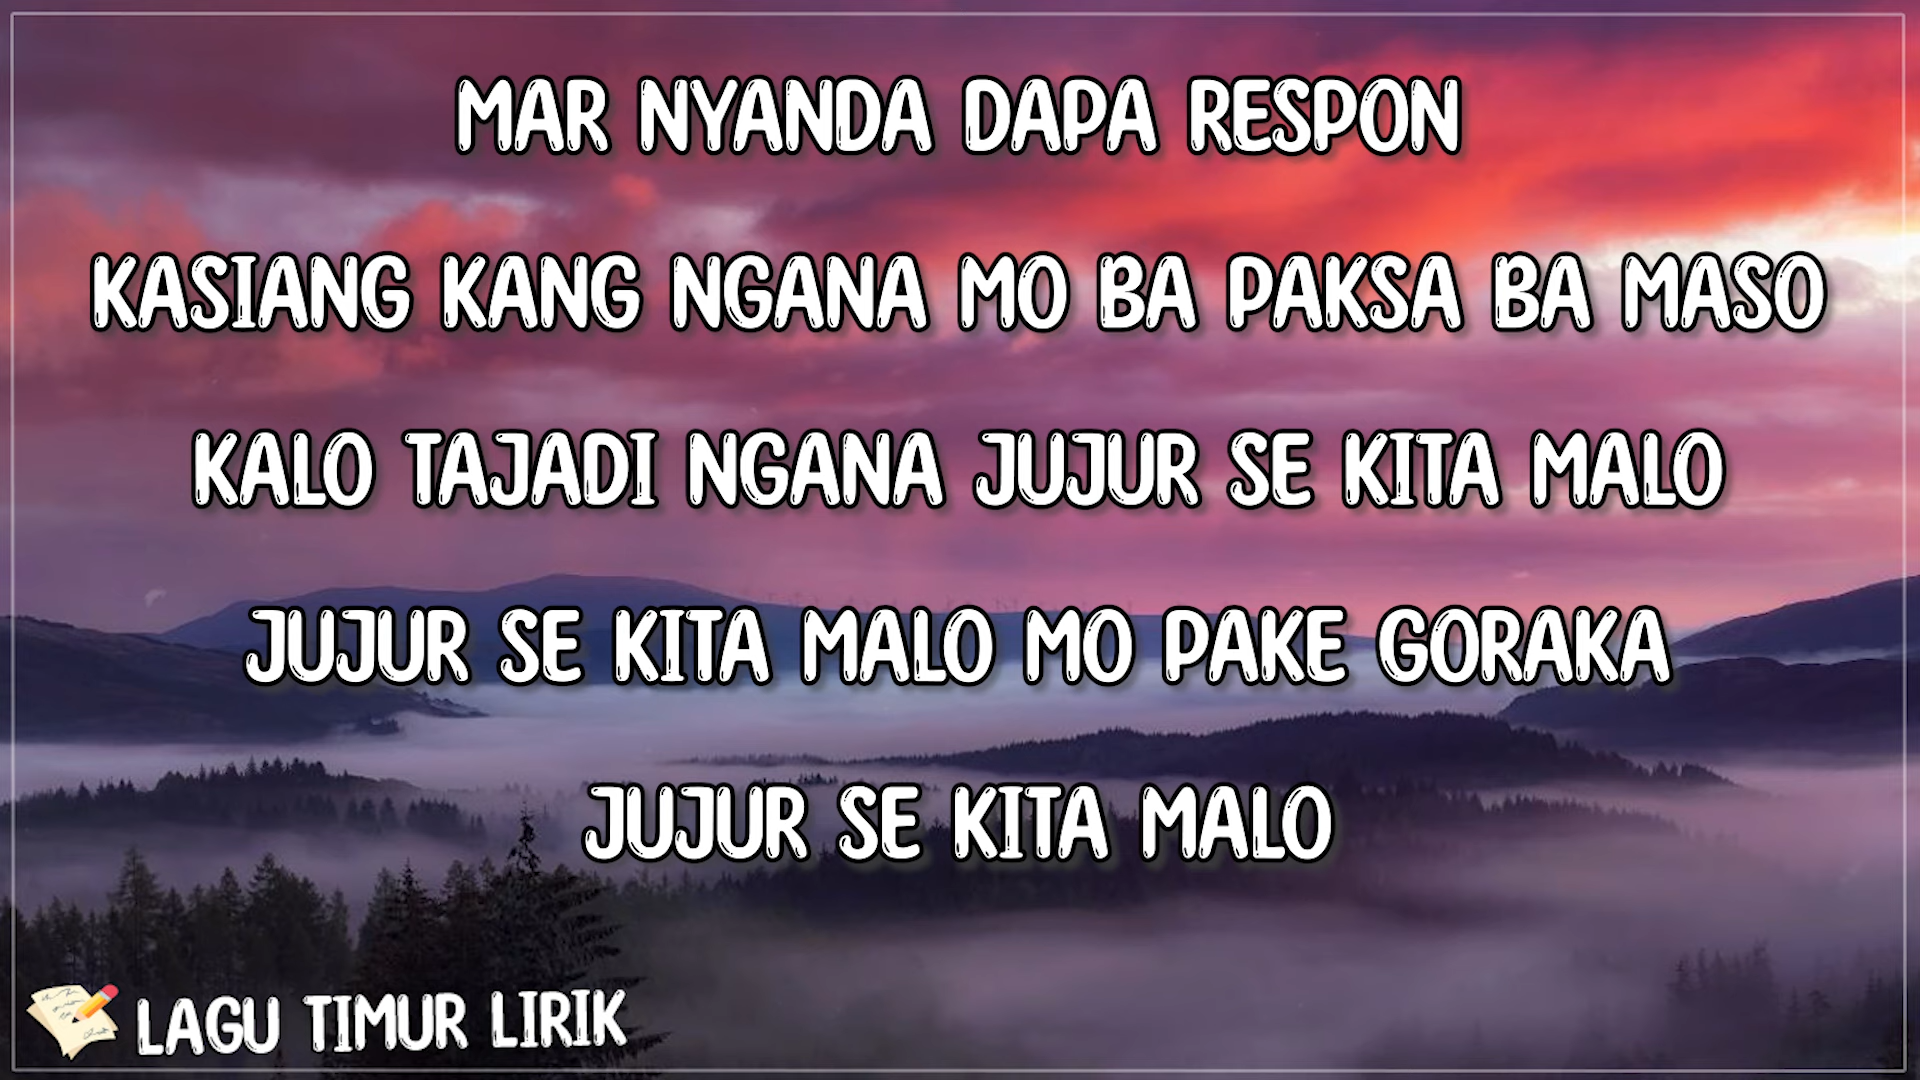 MAR NYANDA DAPA RESPON
KASIANG KANG NGANA MO BA PAKSA BA MASO
KALO TAJADI NGANA JUJUR SE KITA MALO
JUJUR SE KITA MALO MO PAKE GORAKA
JUJUR SE KITA MALO
LAGU TIMUR LIRIK